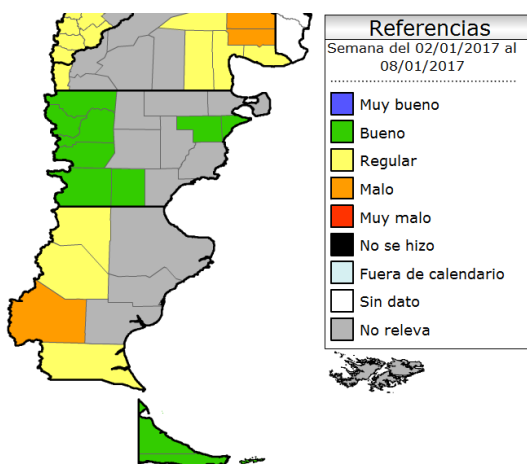 Referencias
Semana del 02/01/2017 al
08/01/2017
Muy bueno
Bueno
Regular
Malo
Muy malo
No se hizo
Fuera de calendario
Sin dato
No releva